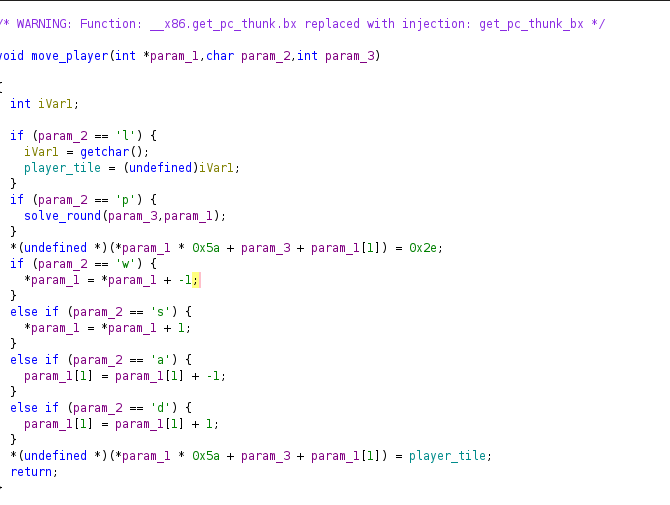 /* WARNING: Function: __x86.get_pc_thunk.bx replaced with injection: get_pc_thunk_bx */
void move_player(int *param_1,char param_2,int param_3)
{
int iVar1;
if (param_2 == 'l') {
iVar1 = getchar();
player_tile = (undefined)iVar1;
}
if (param_2 == 'p') {
solve_round(param_3,param_1);
}
*(undefined *)(*param_1 * 0x5a + param_3 + param_1[1]) = 0x2e;
if (param_2 == 'w') {
*param_1 = *param_1 + -1;
}
else if (param_2 == 's') {
*param_1 = *param_1 + 1;
}
else if (param_2 == 'a') {
param_1[1] = param_1[1] + -1;
}
else if (param_2 == 'd') {
param_1[1] = param_1[1] + 1;
}
*(undefined *)(*param_1 * 0x5a + param_3 + param_1[1]) = player_tile;
return;
}